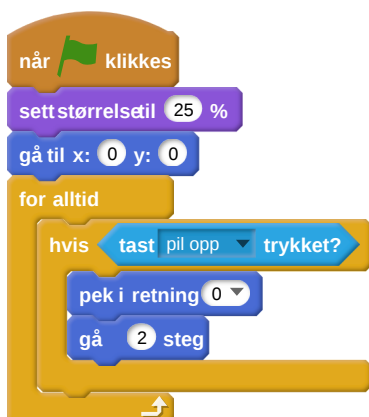 når klikkes
sett størrelse til 25 %
gå til x: 0 y: 0
for alltid
hvis tast pil opp trykket?
pek i retning 0
gå 2 steg